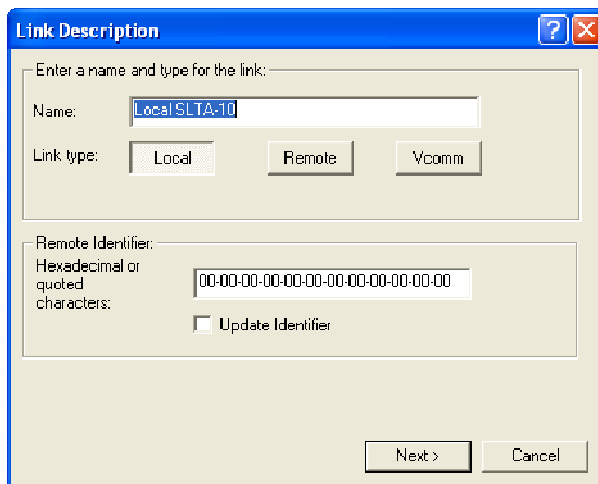 Link Description
Enter a name and type for the link:
Name: Local SLTA-10
Link type: Local Remote Vcomm
Remote Identifier:
Hexadecimal or
quoted
characters:
00-00-00-00-00-00-00-00-00-00-00-00
Update Identifier
Next > Cancel